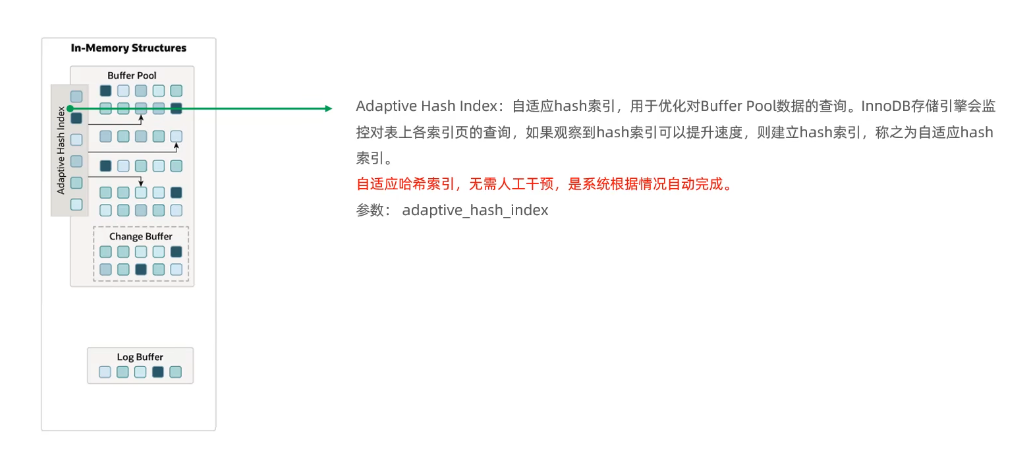 In-Memory Structures
Buffer Pool
Adaptive Hash Index
Change Buffer
Log Buffer
Adaptive Hash Index：自适应hash索引，用于优化对Buffer Pool数据的查询。InnoDB存储引擎会监
控对表上各索引页的查询，如果观察到hash索引可以提升速度，则建立hash索引，称之为自适应hash
索引。
自适应哈希索引，无需人工干预，是系统根据情况自动完成。
参数： adaptive_hash_index